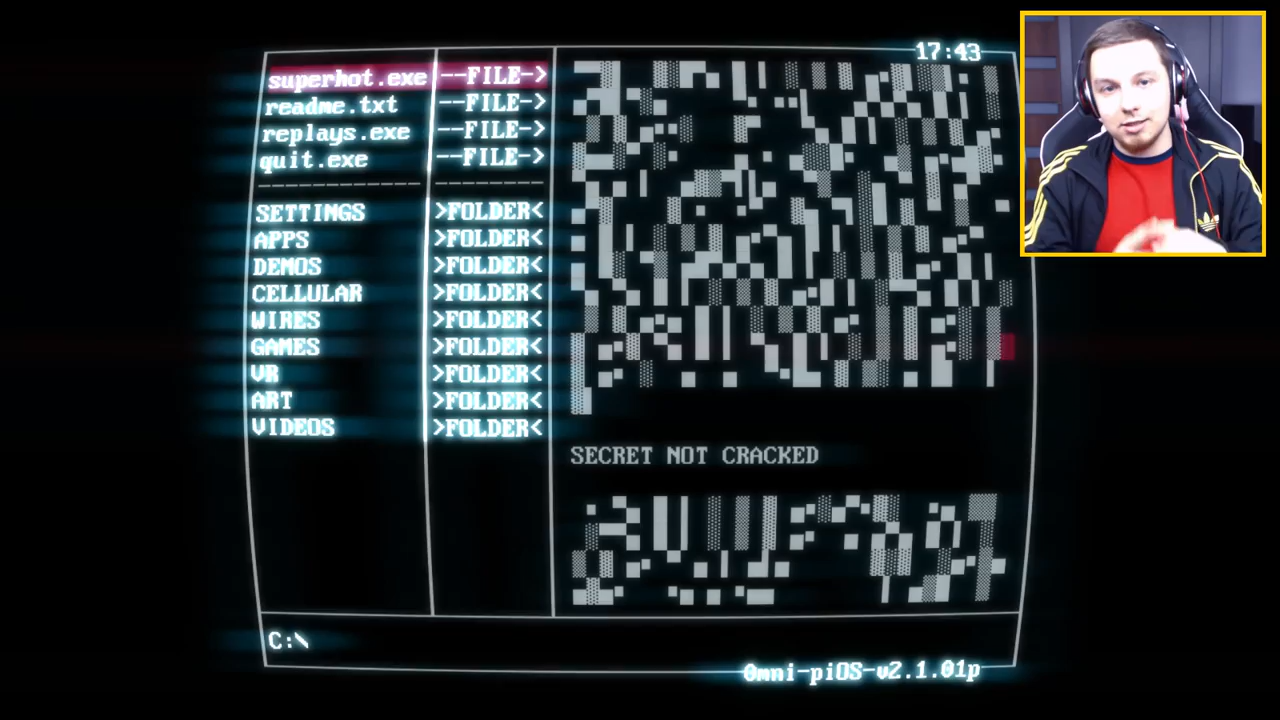 17:43
superhot.exe --FILE->
readme.txt --FILE->
replays.exe --FILE->
quit.exe --FILE->
SETTINGS >FOLDER<
APPS >FOLDER<
DEMOS >FOLDER<
CELLULAR >FOLDER<
WIRES >FOLDER<
GAMES >FOLDER<
VR >FOLDER<
ART >FOLDER<
VIDEOS >FOLDER<
SECRET NOT CRACKED
C:\
Omni-piOS-v2.1.01p